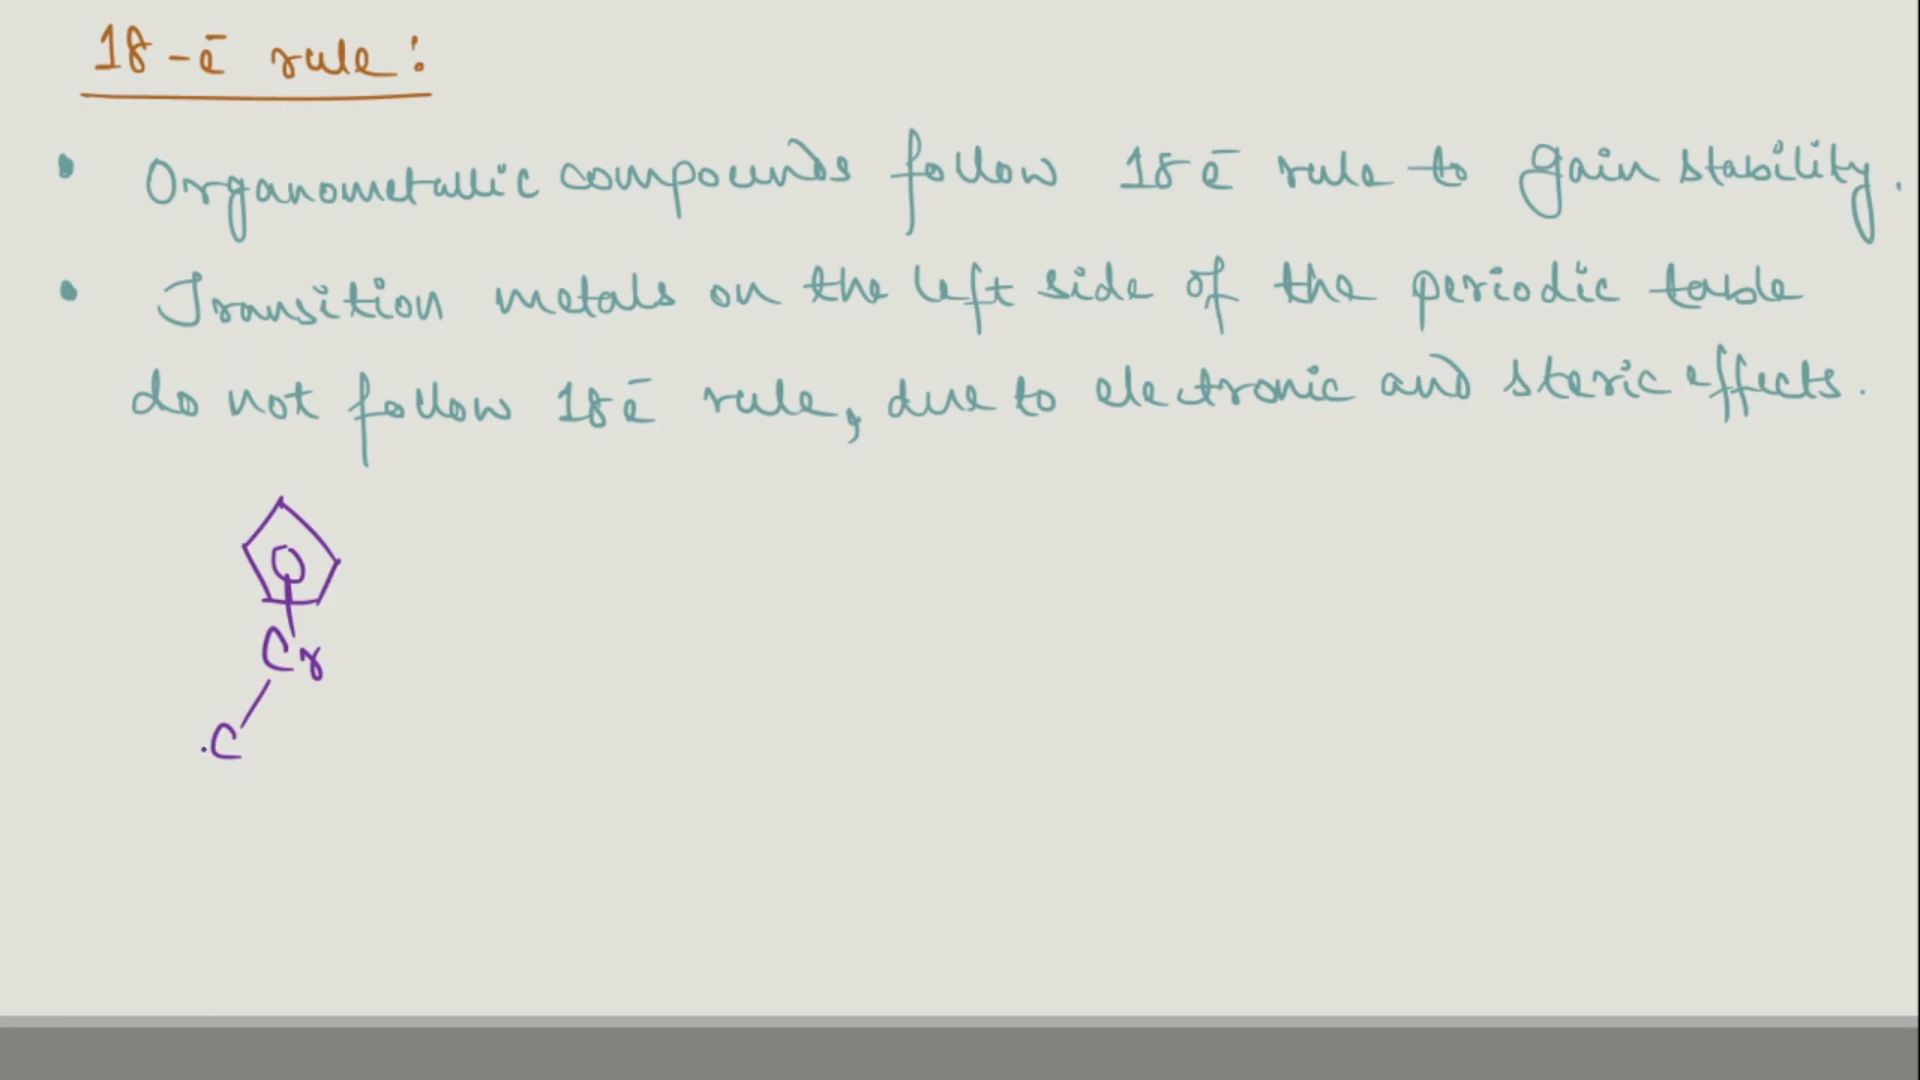 18-ē rule:
• Organometallic compounds follow 18 ē rule to gain stability.
• Transition metals on the left side of the periodic table
do not follow 18 ē rule, due to electronic and steric effects.
Cr
C